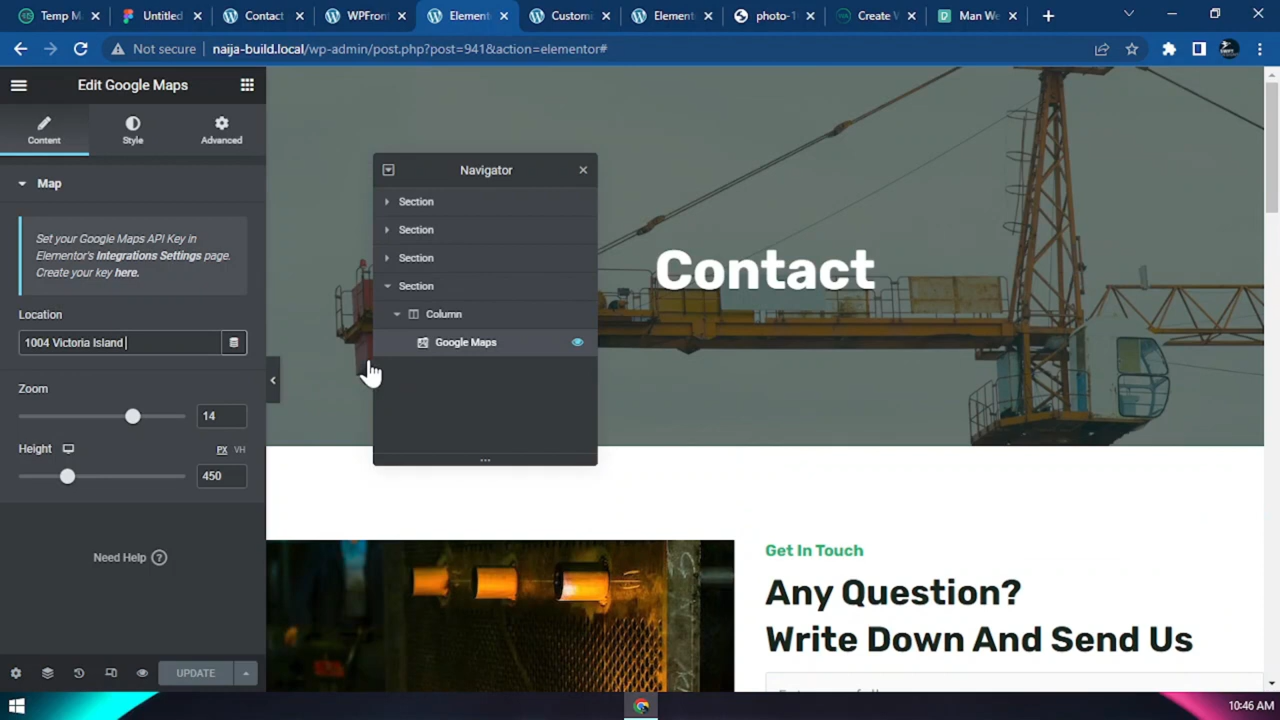 Temp M
Untitled
Contact
WPFront
Element
Custom
Element
photo-1
Create W
Man We
Not secure
naija-build.local/wp-admin/post.php?post=941&action=elementor#
Edit Google Maps
Content
Style
Advanced
Map
Set your Google Maps API Key in
Elementor's Integrations Settings page.
Create your key here.
Location
1004 Victoria Island
Zoom
14
Height
PX VH
450
Need Help
UPDATE
Navigator
Section
Section
Section
Section
Column
Google Maps
Contact
Get In Touch
Any Question?
Write Down And Send Us
10:46 AM